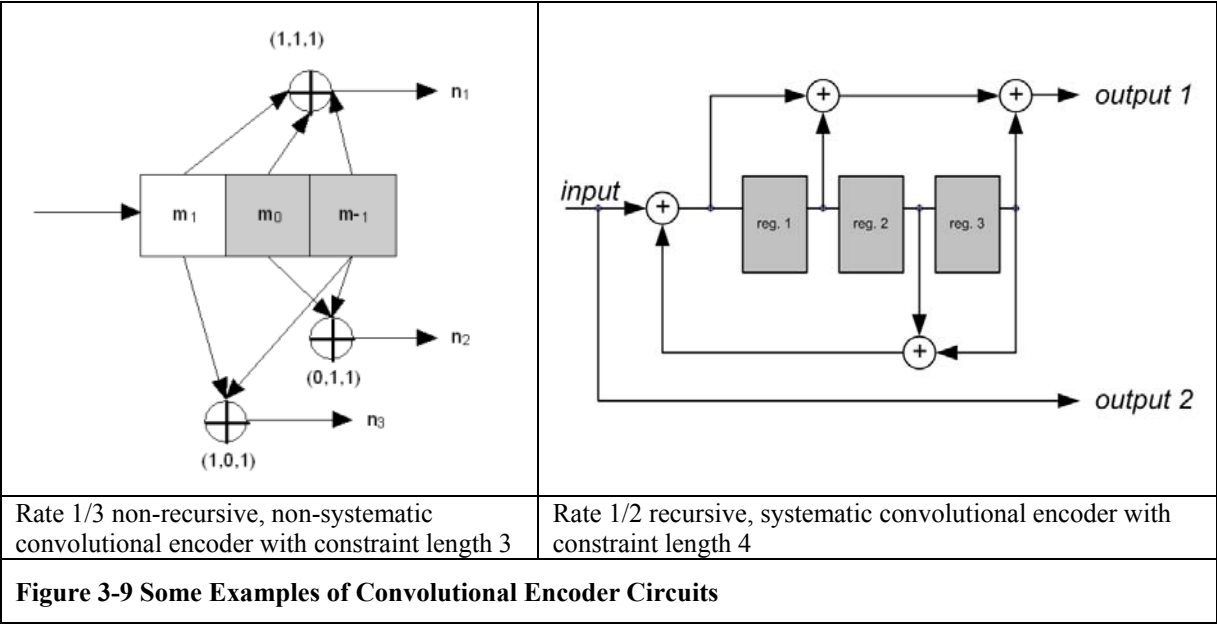 (1,1,1)
n₁
m₁ m₀ m-₁
n₂
(0,1,1)
n₃
(1,0,1)
input
+
+
+
output 1
reg. 1
reg. 2
reg. 3
+
output 2
Rate 1/3 non-recursive, non-systematic
convolutional encoder with constraint length 3
Rate 1/2 recursive, systematic convolutional encoder with
constraint length 4
Figure 3-9 Some Examples of Convolutional Encoder Circuits